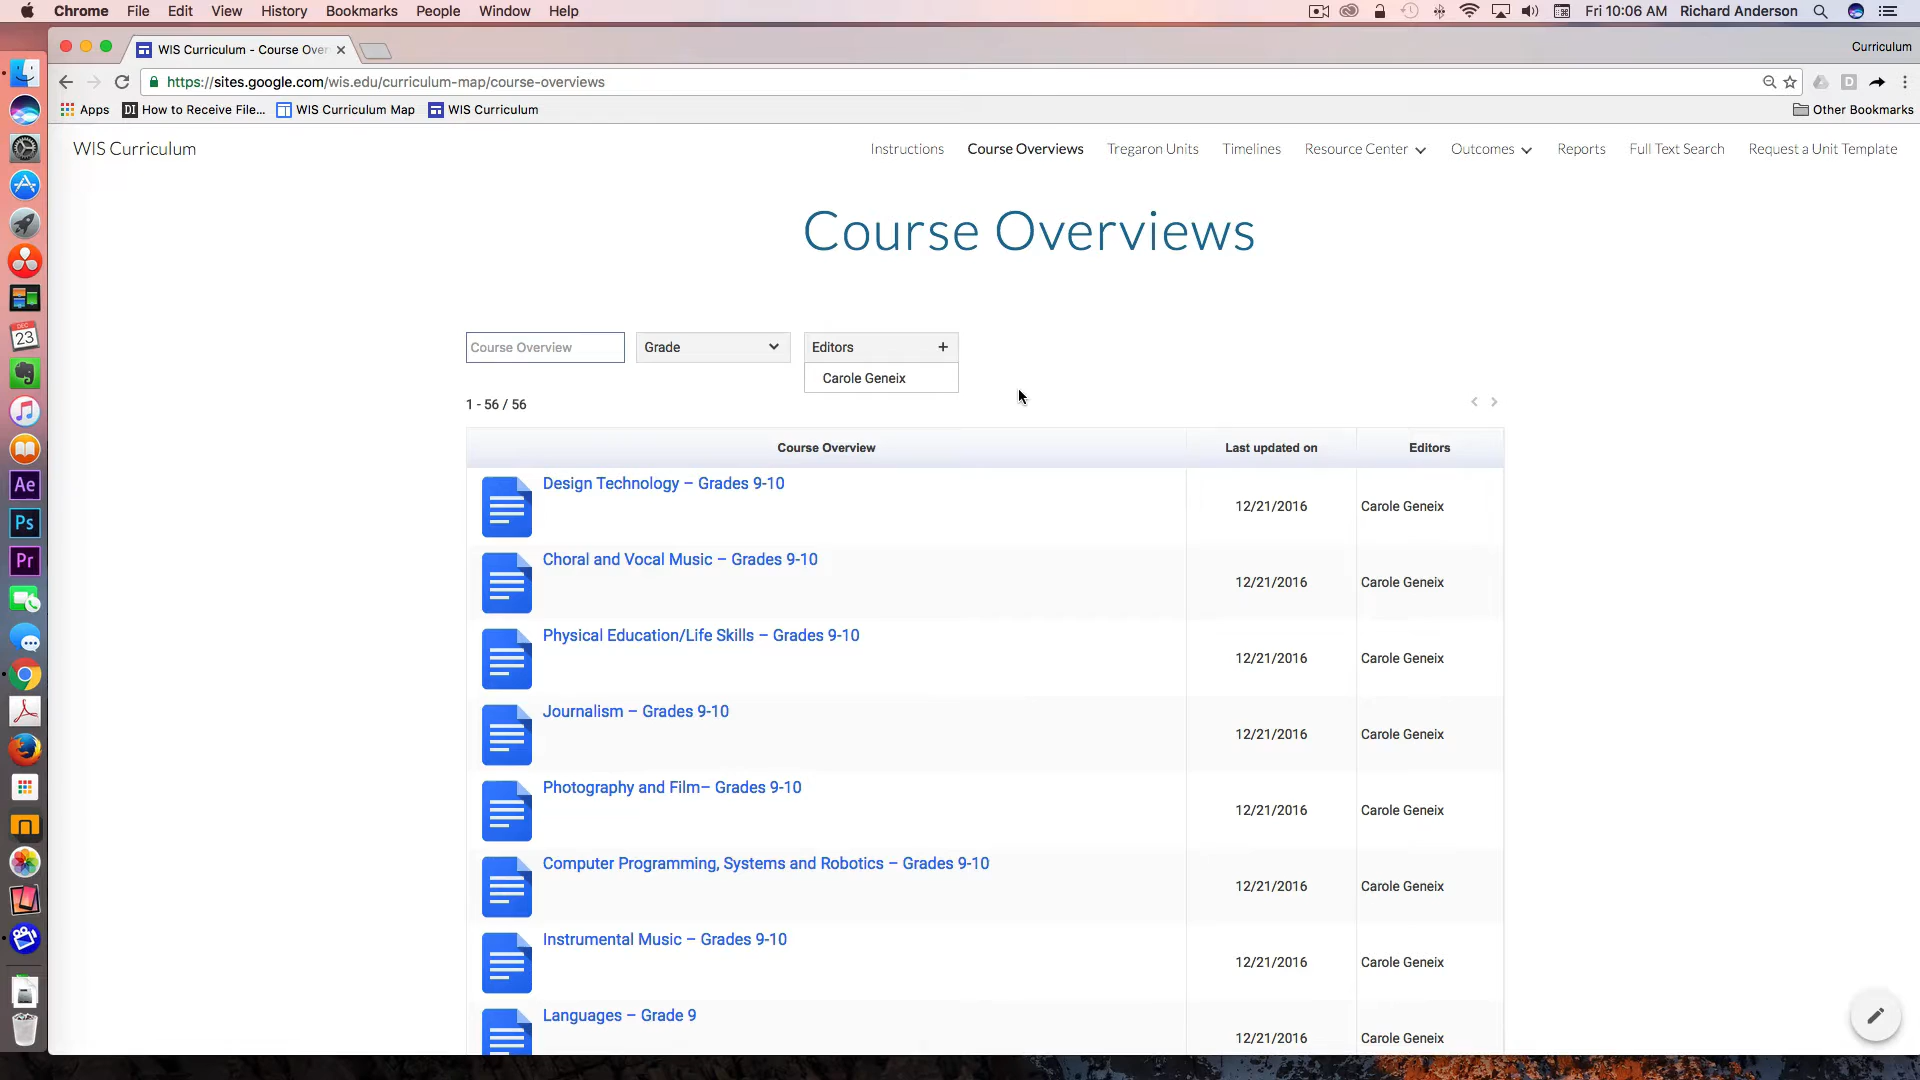 Chrome File Edit View History Bookmarks People Window Help Fri 10:06 AM Richard Anderson
WIS Curriculum - Course Over
Curriculum
https://sites.google.com/wis.edu/curriculum-map/course-overviews
Apps How to Receive File... WIS Curriculum Map WIS Curriculum Other Bookmarks
WIS Curriculum Instructions Course Overviews Tregaron Units Timelines Resource Center Outcomes Reports Full Text Search Request a Unit Template
Course Overviews
Course Overview Grade Editors +
Carole Geneix
1 - 56 / 56
Course Overview Last updated on Editors
Design Technology – Grades 9-10
12/21/2016 Carole Geneix
Choral and Vocal Music – Grades 9-10
12/21/2016 Carole Geneix
Physical Education/Life Skills – Grades 9-10
12/21/2016 Carole Geneix
Journalism – Grades 9-10
12/21/2016 Carole Geneix
Photography and Film– Grades 9-10
12/21/2016 Carole Geneix
Computer Programming, Systems and Robotics – Grades 9-10
12/21/2016 Carole Geneix
Instrumental Music – Grades 9-10
12/21/2016 Carole Geneix
Languages – Grade 9
12/21/2016 Carole Geneix
DEC
23
Ae
Ps
Pr